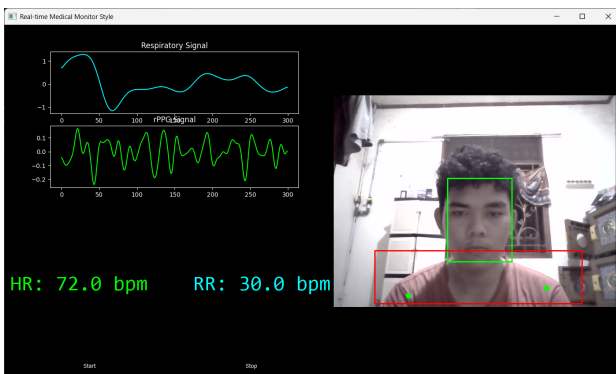 Real-time Medical Monitor Style
Respiratory Signal
1
0
−1
0 50 100 150 200 250 300
rPPG Signal
0.1
0.0
−0.1
−0.2
0 50 100 150 200 250 300
HR: 72.0 bpm RR: 30.0 bpm
Start Stop